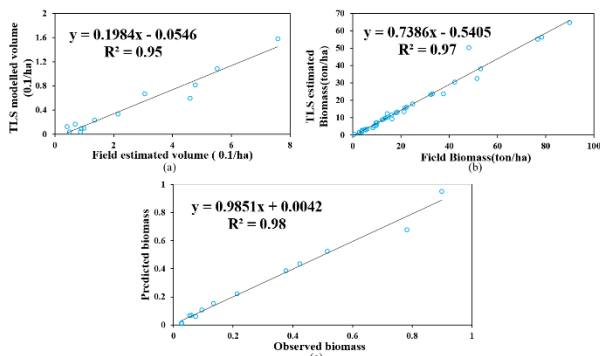 y = 0.1984x - 0.0546
R² = 0.95
TLS modelled volume
(0.1/ha)
1.6
1.2
0.8
0.4
0
0 2 4 6 8
Field estimated volume ( 0.1/ha)
(a)
y = 0.7386x - 0.5405
R² = 0.97
TLS estimated
Biomass(ton/ha)
70
60
50
40
30
20
10
0
0 20 40 60 80 100
Field Biomass(ton/ha)
(b)
y = 0.9851x + 0.0042
R² = 0.98
Predicted biomass
1
0.8
0.6
0.4
0.2
0
0 0.2 0.4 0.6 0.8 1
Observed biomass